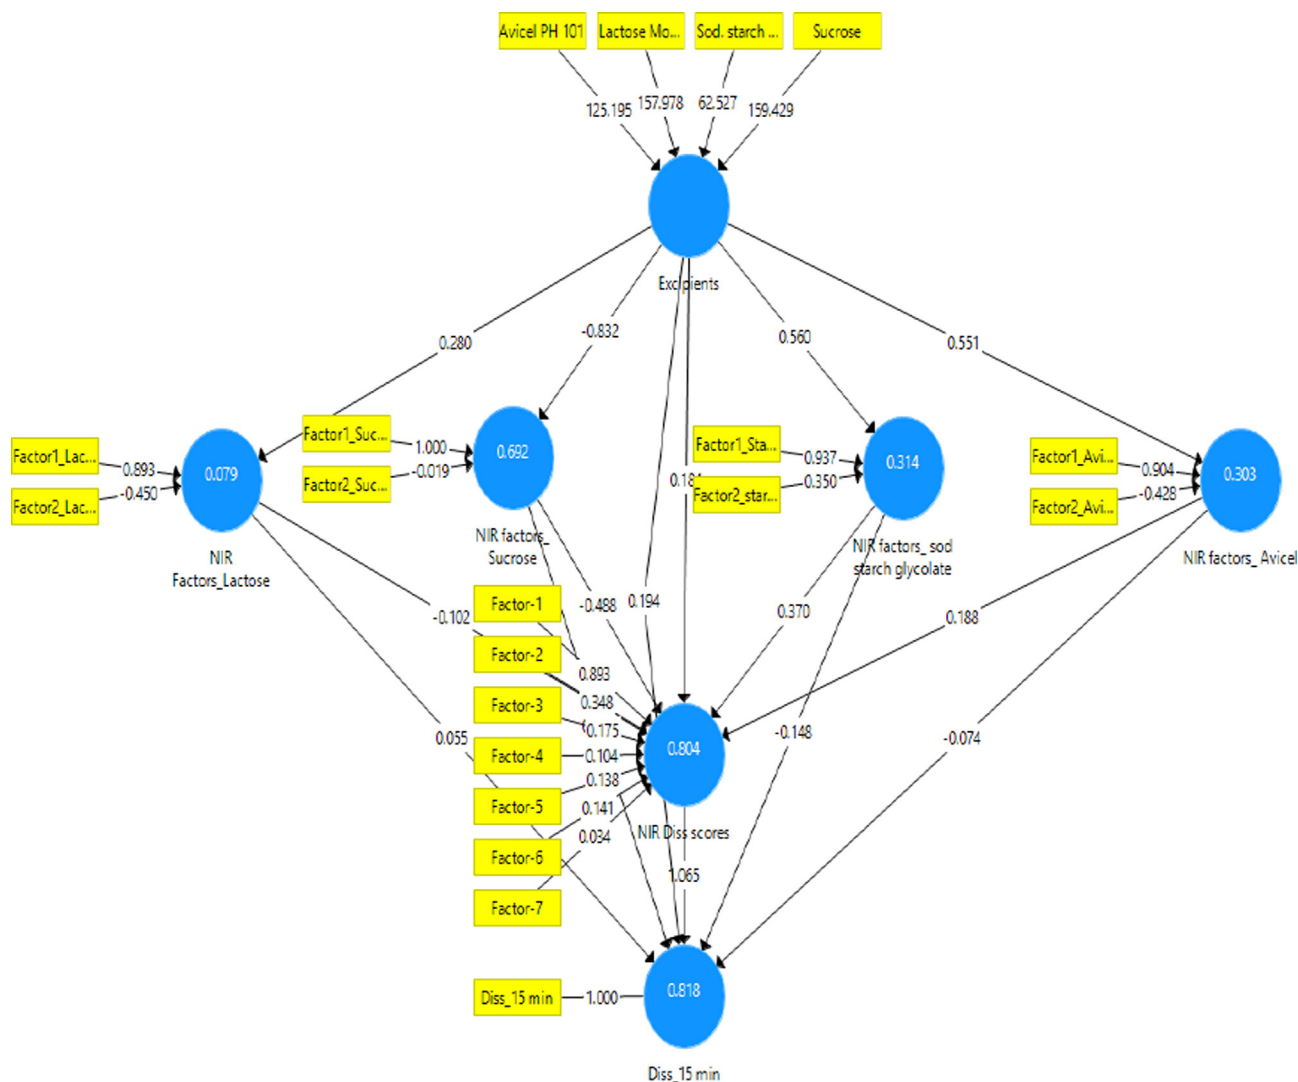 Avicel PH 101
Lactose Mo...
Sod. starch ...
Sucrose
125.195
157.978
62.527
159.429
Excipients
0.280
-0.832
0.560
0.551
Factor1_Lac...
0.893
Factor2_Lac...
-0.450
0.079
NIR
Factors_Lactose
Factor1_Suc...
1.000
Factor2_Suc...
-0.019
0.692
NIR factors_
Sucrose
Factor1_Sta...
0.937
Factor2_star...
0.350
0.314
NIR factors_ sod
starch glycolate
Factor1_Avi...
0.904
Factor2_Avi...
-0.428
0.303
NIR factors_ Avicel
-0.102
-0.488
0.194
0.370
0.188
Factor-1
0.893
Factor-2
0.348
Factor-3
0.175
Factor-4
0.104
Factor-5
0.138
Factor-6
0.141
Factor-7
0.034
0.804
NIR Diss scores
0.055
-0.148
-0.074
1.065
Diss_15 min
1.000
0.818
Diss_15 min